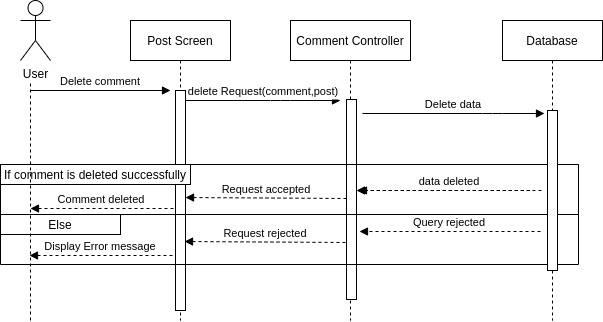 User
Post Screen
Comment Controller
Database
Delete comment
delete Request(comment,post)
Delete data
If comment is deleted successfully
data deleted
Request accepted
Comment deleted
Else
Query rejected
Request rejected
Display Error message